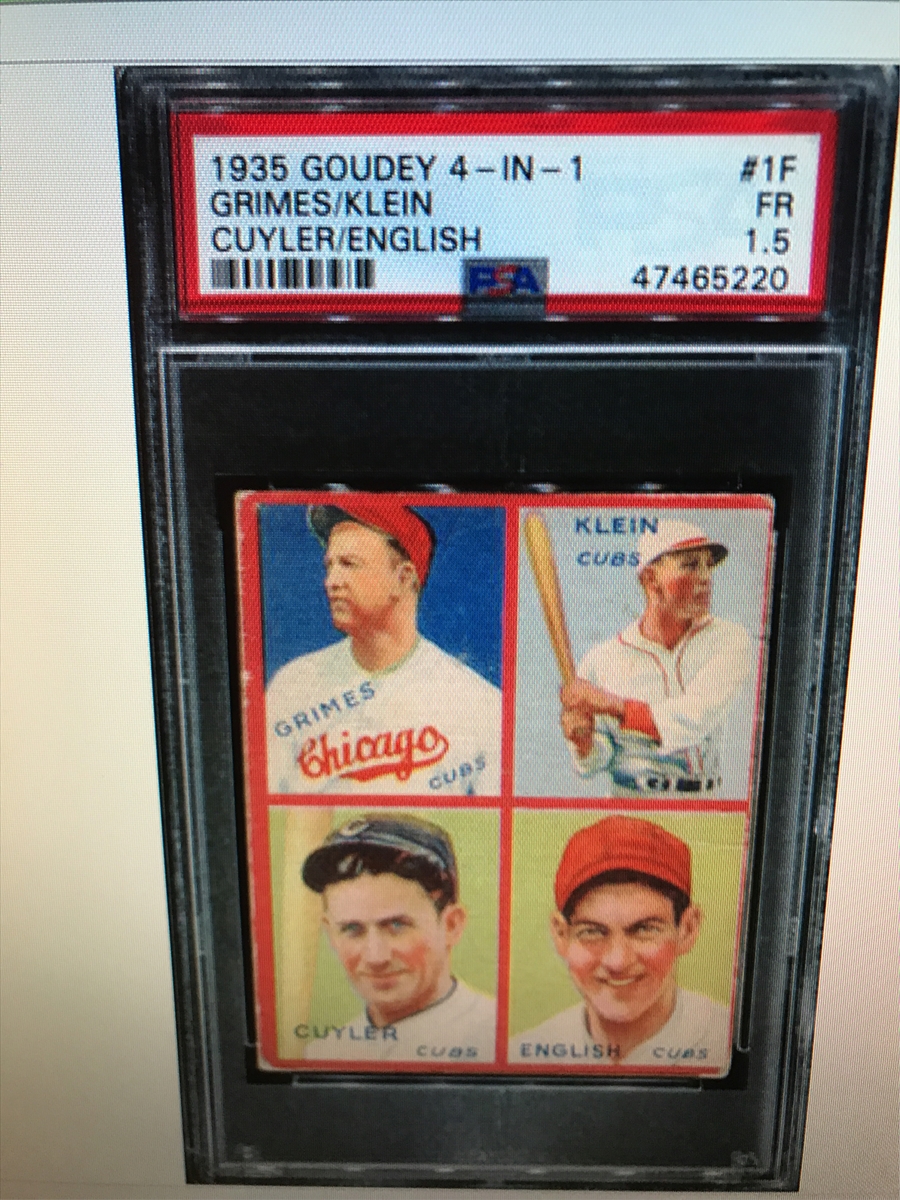 1935 GOUDEY 4-IN-1 #1F
GRIMES/KLEIN FR
CUYLER/ENGLISH 1.5
PSA 47465220
GRIMES
Chicago
CUBS
KLEIN
CUBS
C
CUYLER
CUBS
ENGLISH CUBS